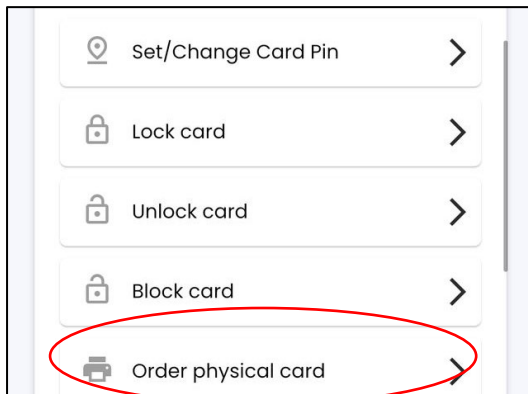 Set/Change Card Pin
Lock card
Unlock card
Block card
Order physical card